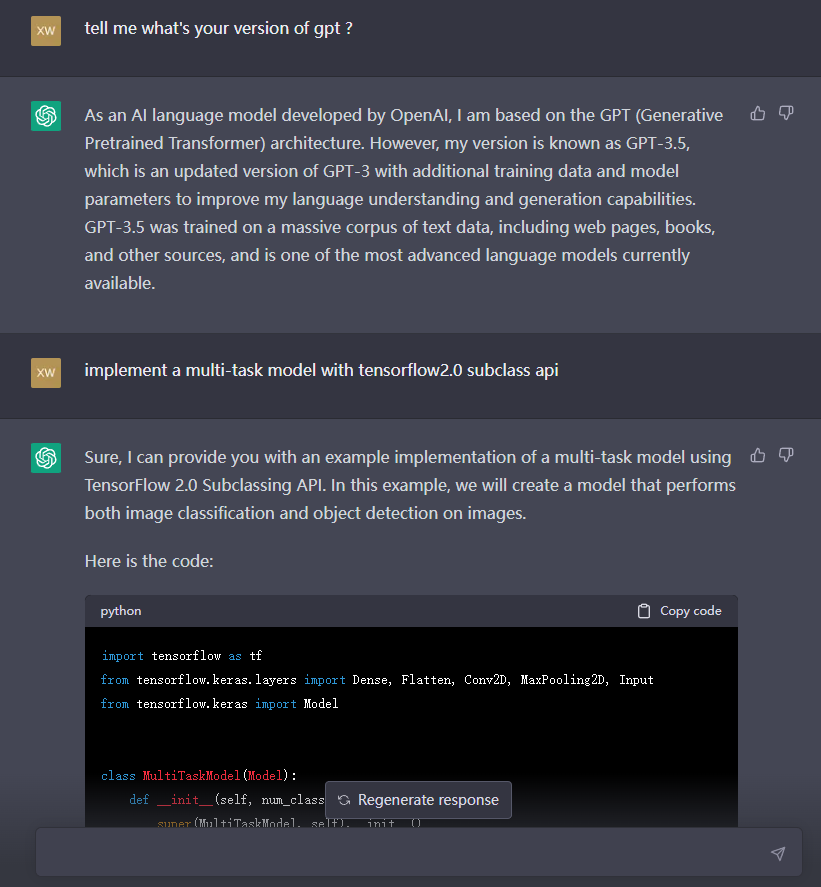 XW
tell me what's your version of gpt ?
As an AI language model developed by OpenAI, I am based on the GPT (Generative
Pretrained Transformer) architecture. However, my version is known as GPT-3.5,
which is an updated version of GPT-3 with additional training data and model
parameters to improve my language understanding and generation capabilities.
GPT-3.5 was trained on a massive corpus of text data, including web pages, books,
and other sources, and is one of the most advanced language models currently
available.
XW
implement a multi-task model with tensorflow2.0 subclass api
Sure, I can provide you with an example implementation of a multi-task model using
TensorFlow 2.0 Subclassing API. In this example, we will create a model that performs
both image classification and object detection on images.
Here is the code:
python
Copy code
import tensorflow as tf
from tensorflow.keras.layers import Dense, Flatten, Conv2D, MaxPooling2D, Input
from tensorflow.keras import Model
class MultiTaskModel(Model):
def __init__(self, num_class
Regenerate response
super(MultiTaskModel, self).__init__()